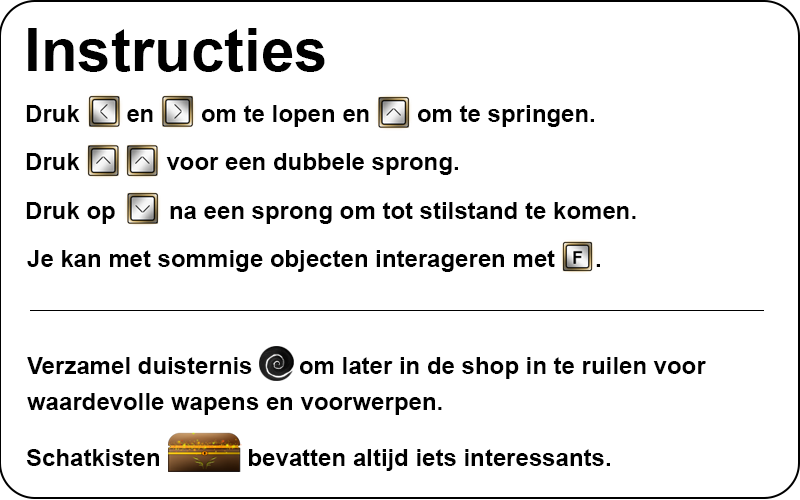 Instructies
Druk < en > om te lopen en ^ om te springen.
Druk ^ ^ voor een dubbele sprong.
Druk op v na een sprong om tot stilstand te komen.
Je kan met sommige objecten interageren met F.
Verzamel duisternis om later in de shop in te ruilen voor
waardevolle wapens en voorwerpen.
Schatkisten bevatten altijd iets interessants.